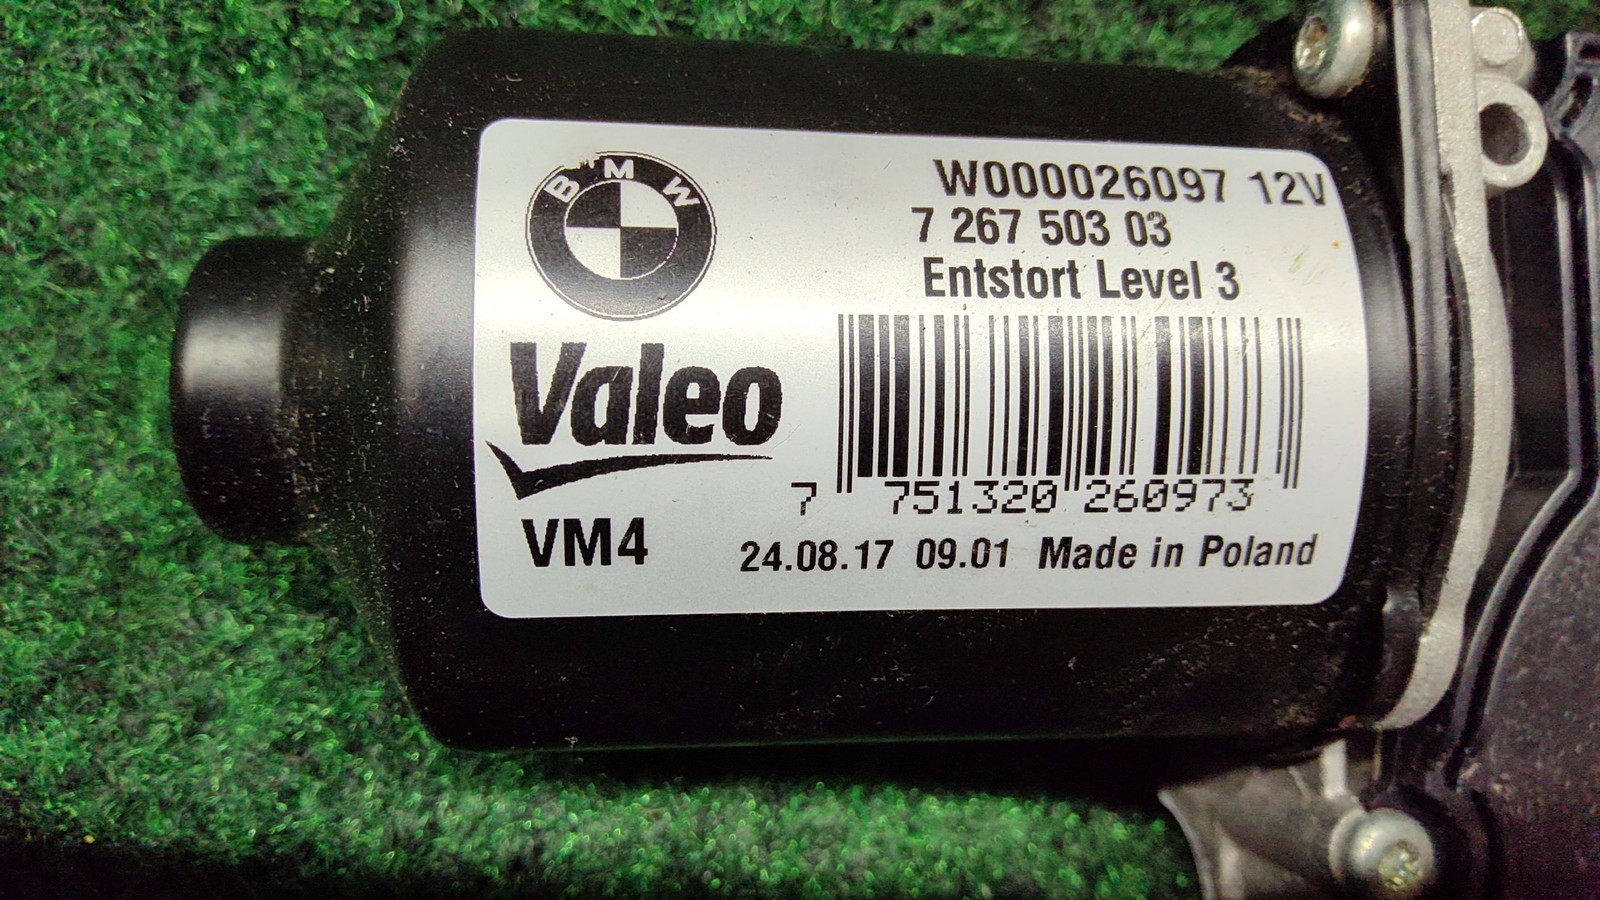 BMW
W000026097 12V
7 267 503 03
Entstort Level 3
Valeo
7 751320 260973
VM4
24.08.17 09.01 Made in Poland